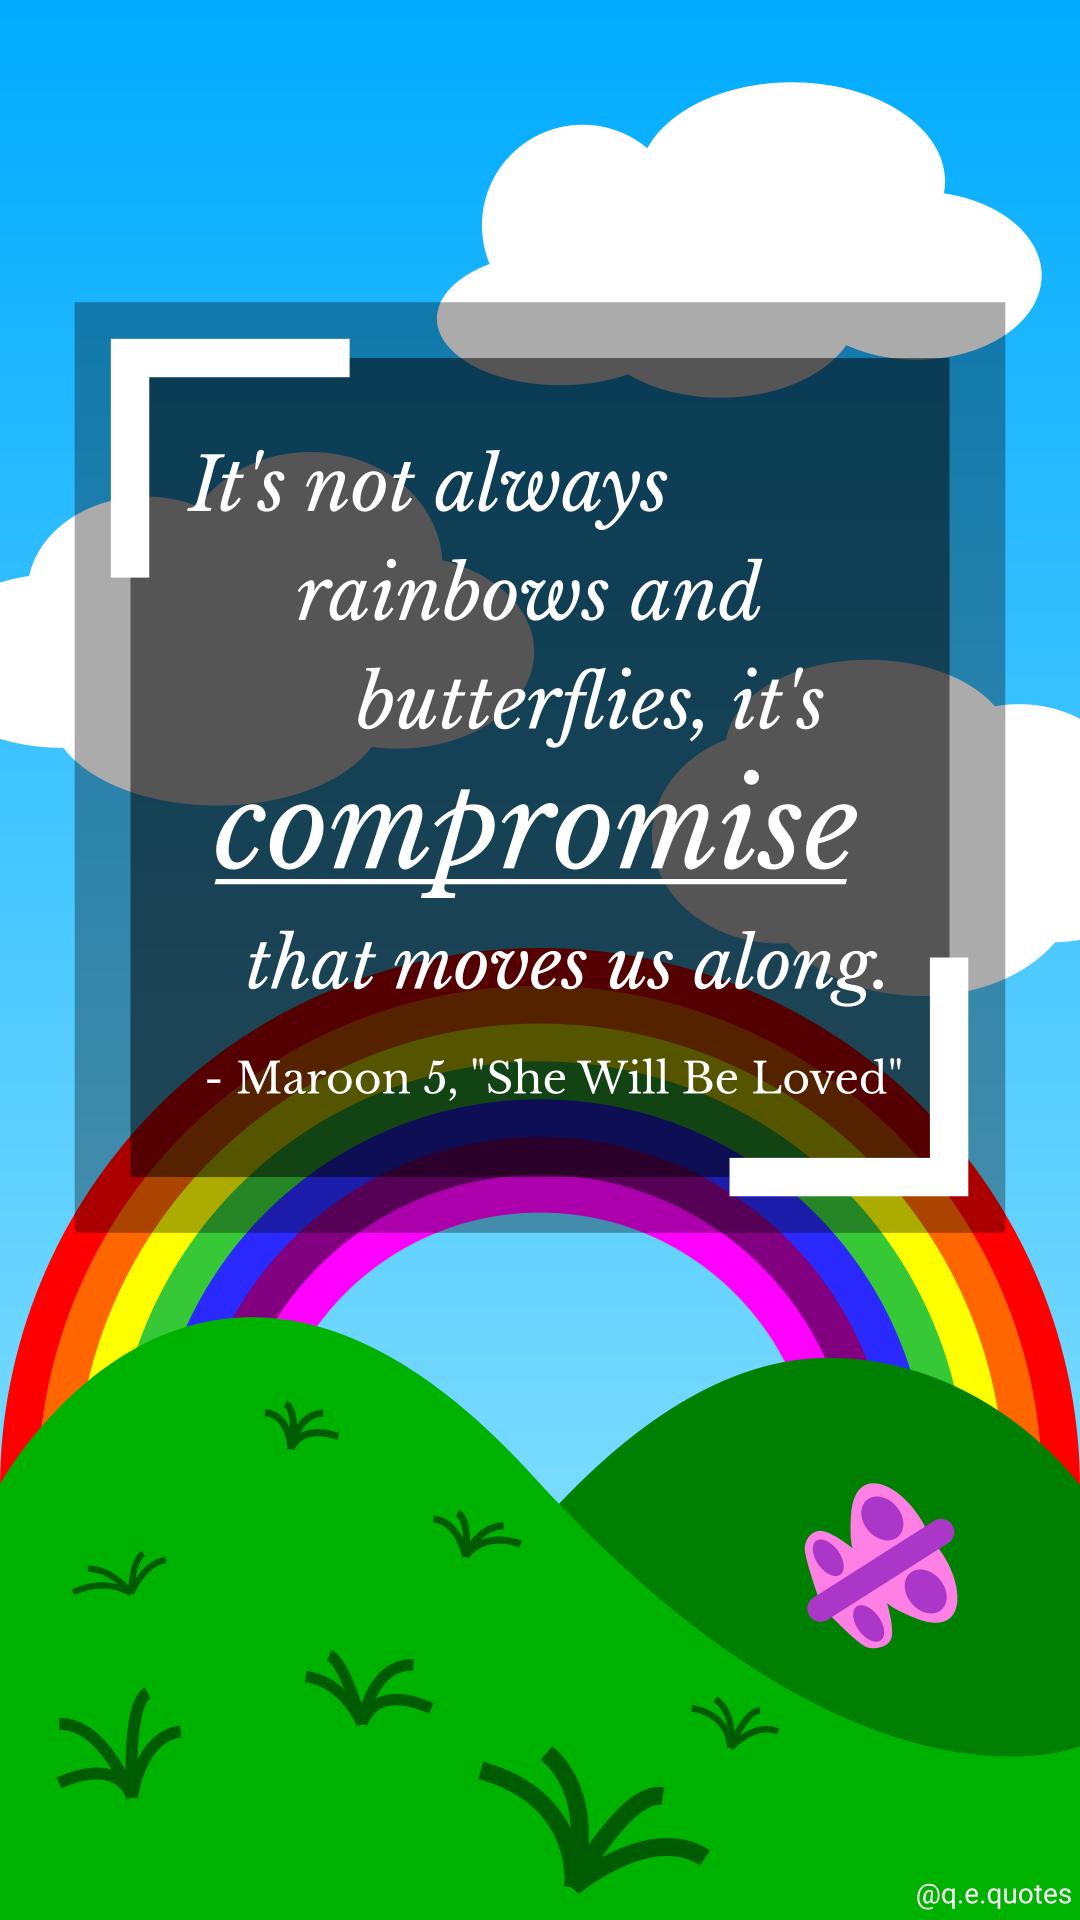 It's not always
rainbows and
butterflies, it's
compromise
that moves us along.
- Maroon 5, "She Will Be Loved"
@q.e.quotes